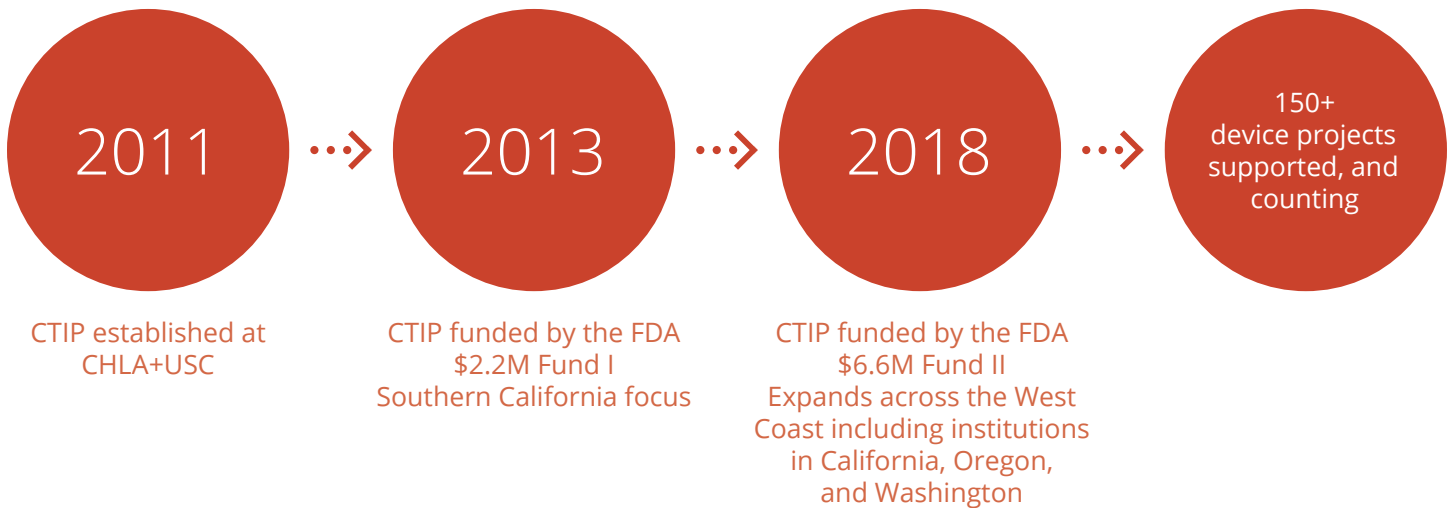 2011
2013
2018
150+
device projects
supported, and
counting
CTIP established at
CHLA+USC
CTIP funded by the FDA
$2.2M Fund I
Southern California focus
CTIP funded by the FDA
$6.6M Fund II
Expands across the West
Coast including institutions
in California, Oregon,
and Washington